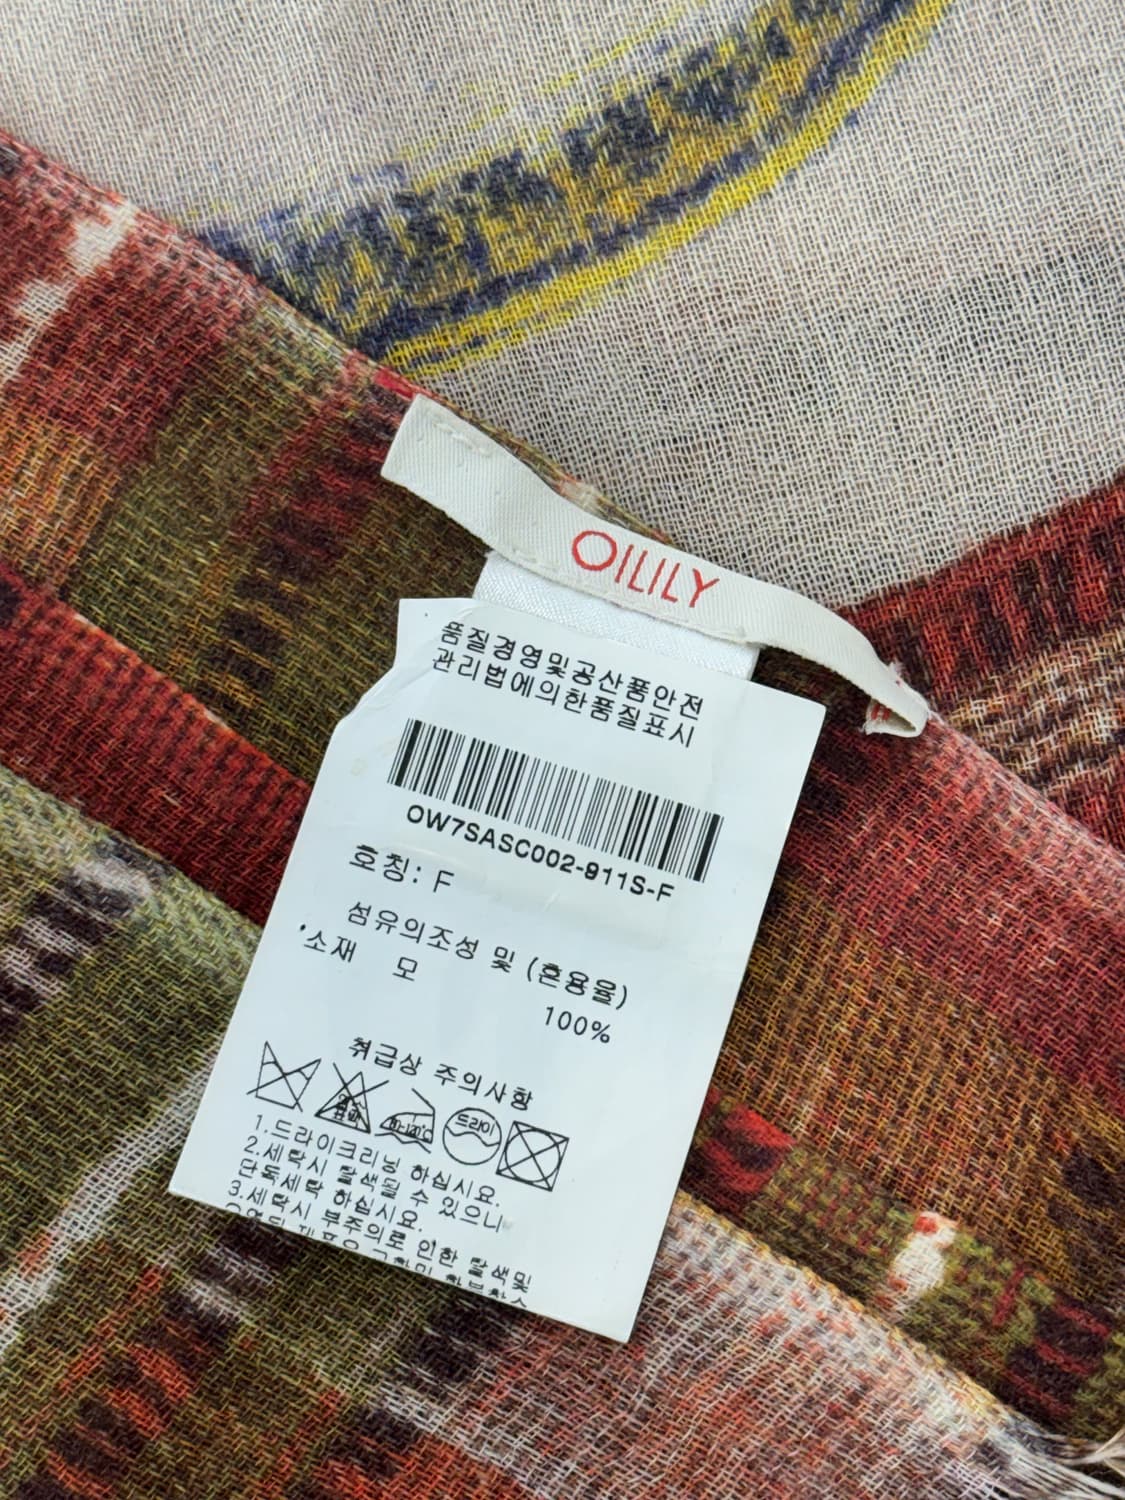 OILILY
품질경영및공산품안전
관리법에의한품질표시
OW7SASC002-911S-F
호칭: F
섬유의조성 및 (혼용율)
소재 모
100%
취급상 주의사항
드라이
1.드라이크리닝 하십시요.
2.세탁시 탈색될 수 있으니
단독세탁 하십시요.
3.세탁시 부주의로 인한 탈색및